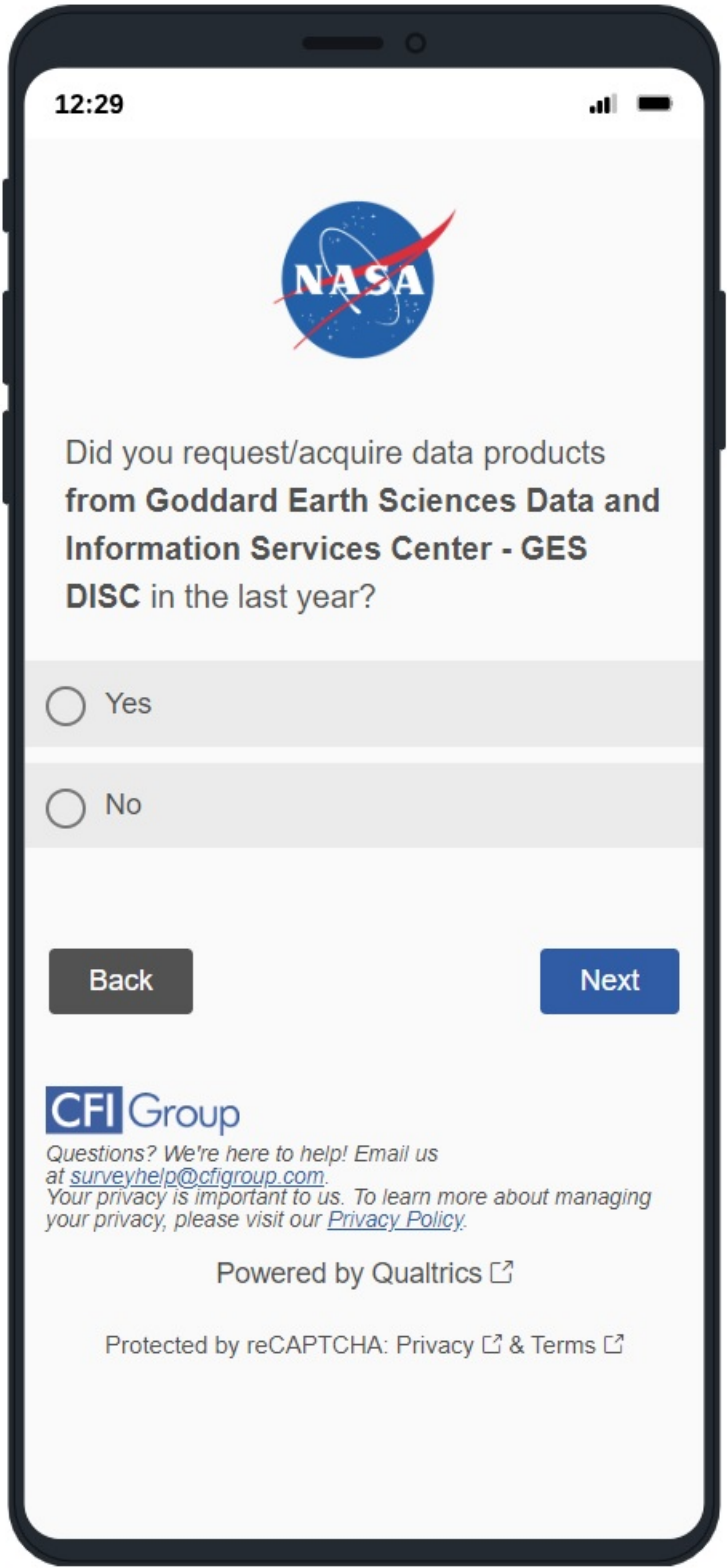 12:29
NASA
Did you request/acquire data products
from Goddard Earth Sciences Data and
Information Services Center - GES
DISC in the last year?
Yes
No
Back
Next
CFI Group
Questions? We're here to help! Email us
at surveyhelp@cfigroup.com.
Your privacy is important to us. To learn more about managing
your privacy, please visit our Privacy Policy.
Powered by Qualtrics
Protected by reCAPTCHA: Privacy & Terms